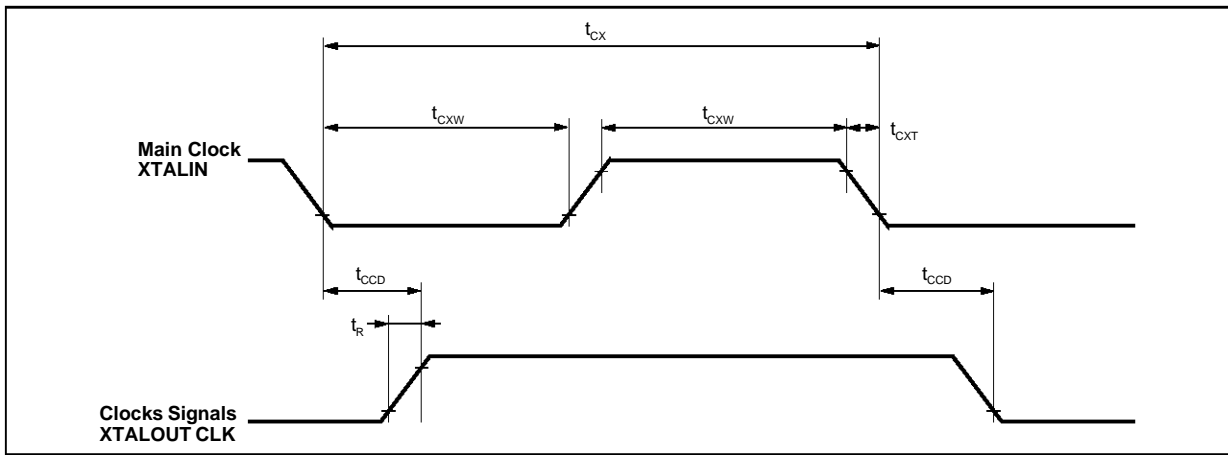 tCX
tCXW
tCXW
tCXT
Main Clock
XTALIN
tCCD
tCCD
tR
Clocks Signals
XTALOUT CLK